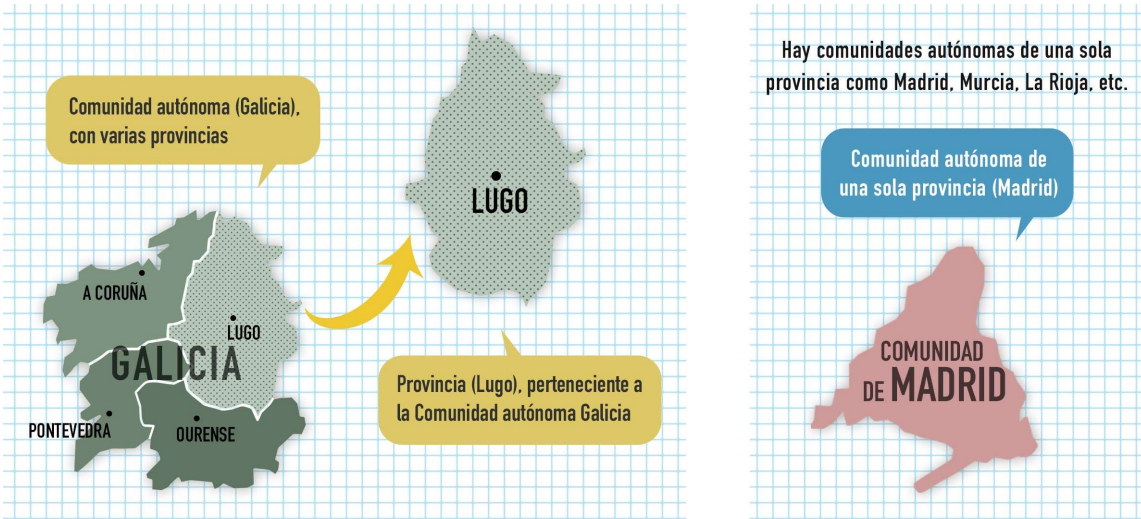 Comunidad autónoma (Galicia),
con varias provincias
A CORUÑA
LUGO
GALICIA
PONTEVEDRA
OURENSE
LUGO
Provincia (Lugo), perteneciente a
la Comunidad autónoma Galicia
Hay comunidades autónomas de una sola
provincia como Madrid, Murcia, La Rioja, etc.
Comunidad autónoma de
una sola provincia (Madrid)
COMUNIDAD
DE MADRID